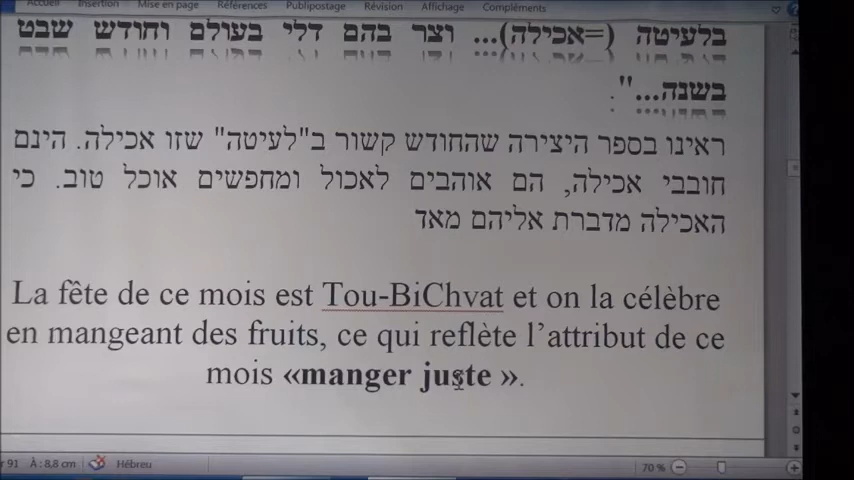 Accueil Insertion Mise en page Références Publipostage Révision Affichage Compléments
בלעיטה (=אכילה)... וצר בהם דלי בעולם וחודש שבט
בשנה...".
ראינו בספר היצירה שהחודש קשור ב"לעיטה" שזו אכילה. הינם
חובבי אכילה, הם אוהבים לאכול ומחפשים אוכל טוב. כי
האכילה מדברת אליהם מאד
La fête de ce mois est Tou-BiChvat et on la célèbre
en mangeant des fruits, ce qui reflète l'attribut de ce
mois «manger juste ».
r 91 À : 8,8 cm Hébreu 70 %